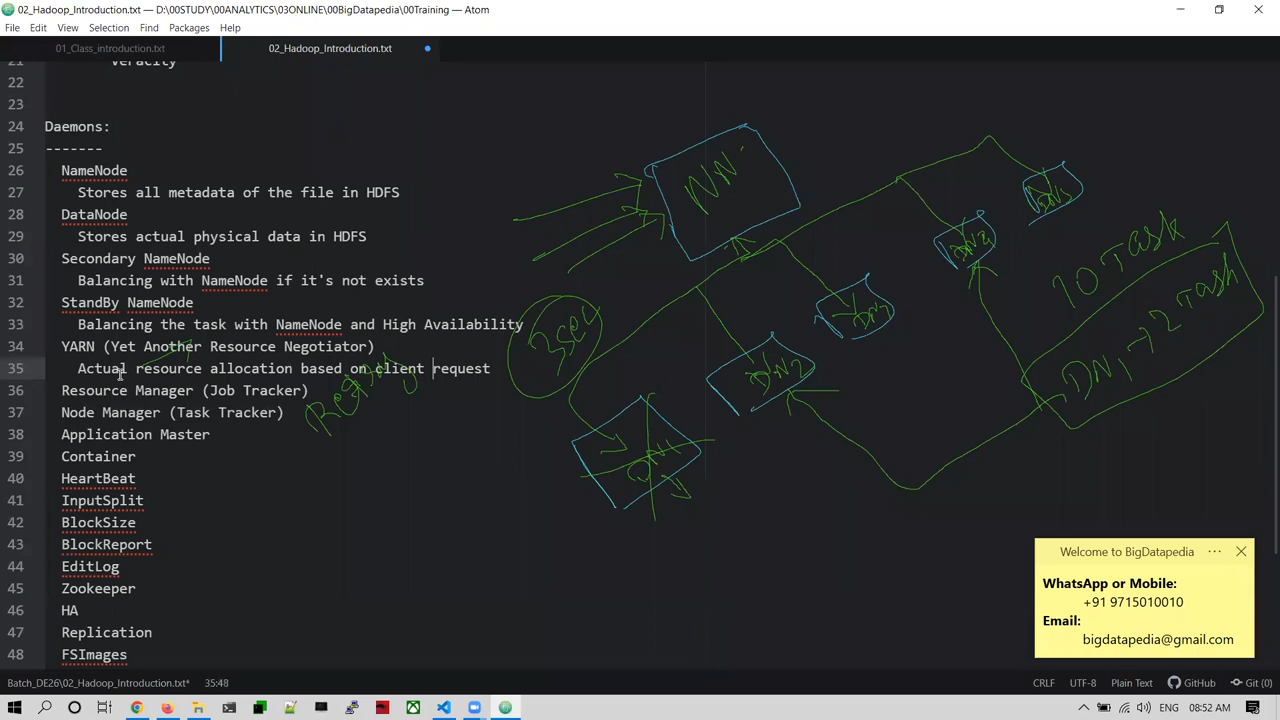 02_Hadoop_Introduction.txt — D:\00STUDY\00ANALYTICS\03ONLINE\00BigDatapedia\00Training — Atom
File Edit View Selection Find Packages Help
01_Class_introduction.txt 02_Hadoop_Introduction.txt
21 Veracity
22
23
24 Daemons:
25 -------
26 NameNode
27 Stores all metadata of the file in HDFS
28 DataNode
29 Stores actual physical data in HDFS
30 Secondary NameNode
31 Balancing with NameNode if it's not exists
32 StandBy NameNode
33 Balancing the task with NameNode and High Availability
34 YARN (Yet Another Resource Negotiator)
35 Actual resource allocation based on client request
36 Resource Manager (Job Tracker)
37 Node Manager (Task Tracker)
38 Application Master
39 Container
40 HeartBeat
41 InputSplit
42 BlockSize
43 BlockReport
44 EditLog
45 Zookeeper
46 HA
47 Replication
48 FSImages
NN
3sec
DN1
DN2
10 Task
DN1 → 2 Task
Welcome to BigDatapedia ...
WhatsApp or Mobile:
+91 9715010010
Email:
bigdatapedia@gmail.com
Batch_DE26\02_Hadoop_Introduction.txt* 35:48 CRLF UTF-8 Plain Text GitHub Git (0)
ENG 08:52 AM